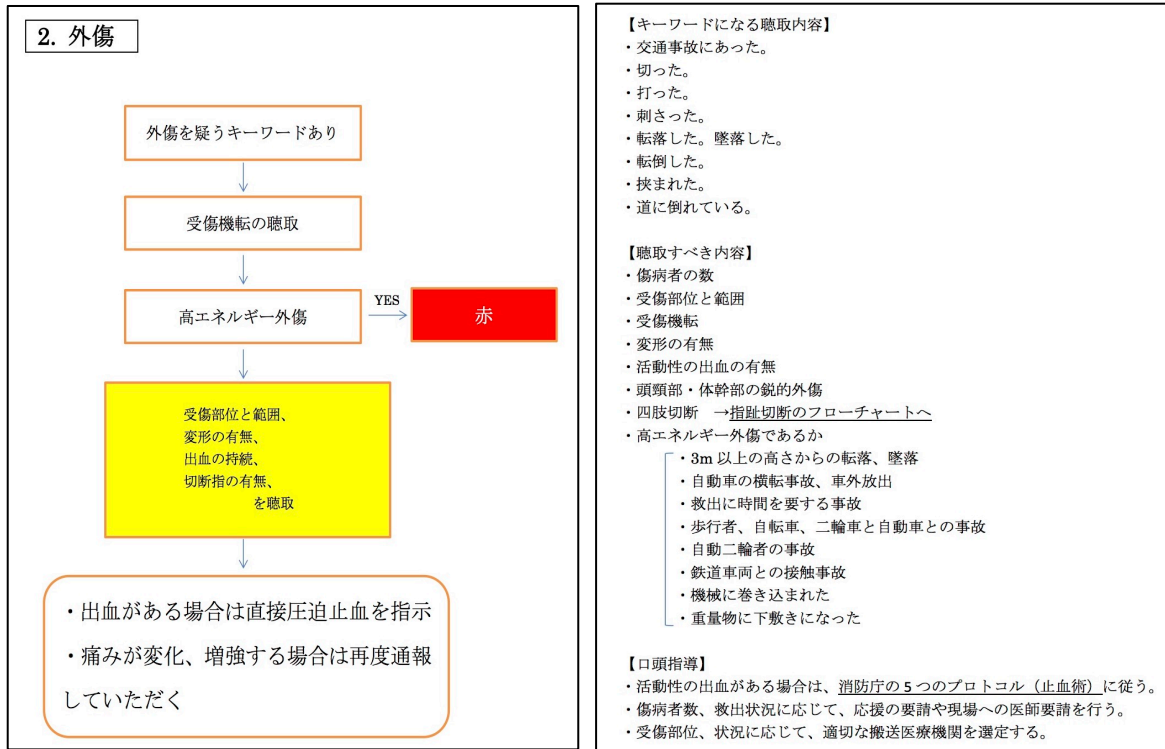 2. 外傷
外傷を疑うキーワードあり
受傷機転の聴取
高エネルギー外傷
YES
赤
受傷部位と範囲、
変形の有無、
出血の持続、
切断指の有無、
を聴取
・出血がある場合は直接圧迫止血を指示
・痛みが変化、増強する場合は再度通報
していただく
【キーワードになる聴取内容】
・交通事故にあった。
・切った。
・打った。
・刺さった。
・転落した。墜落した。
・転倒した。
・挟まれた。
・道に倒れている。
【聴取すべき内容】
・傷病者の数
・受傷部位と範囲
・受傷機転
・変形の有無
・活動性の出血の有無
・頭頸部・体幹部の鋭的外傷
・四肢切断　→指趾切断のフローチャートへ
・高エネルギー外傷であるか
・3m 以上の高さからの転落、墜落
・自動車の横転事故、車外放出
・救出に時間を要する事故
・歩行者、自転車、二輪車と自動車との事故
・自動二輪者の事故
・鉄道車両との接触事故
・機械に巻き込まれた
・重量物に下敷きになった
【口頭指導】
・活動性の出血がある場合は、消防庁の 5 つのプロトコル（止血術）に従う。
・傷病者数、救出状況に応じて、応援の要請や現場への医師要請を行う。
・受傷部位、状況に応じて、適切な搬送医療機関を選定する。